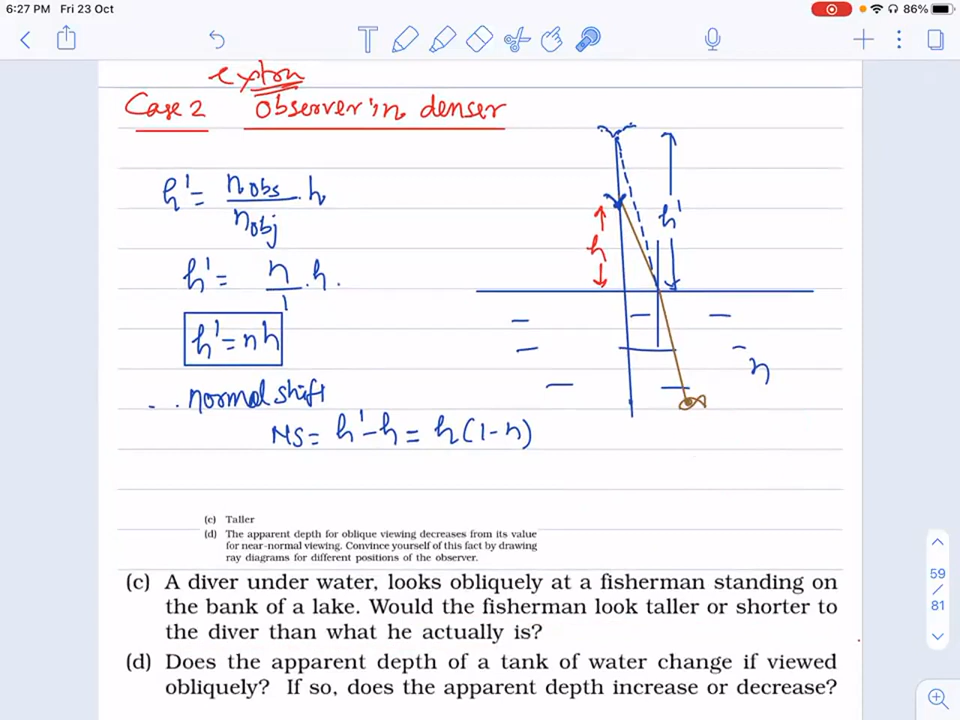 6:27 PM Fri 23 Oct
86%
Case 2 observer in denser
h' = n obs / n obj . h
h' = n / 1 . h.
h' = nh
normal shift
NS = h' - h = h(1-n)
h
h'
n
59
/
81
(c) Taller
(d) The apparent depth for oblique viewing decreases from its value
for near-normal viewing. Convince yourself of this fact by drawing
ray diagrams for different positions of the observer.
(c) A diver under water, looks obliquely at a fisherman standing on
the bank of a lake. Would the fisherman look taller or shorter to
the diver than what he actually is?
(d) Does the apparent depth of a tank of water change if viewed
obliquely? If so, does the apparent depth increase or decrease?